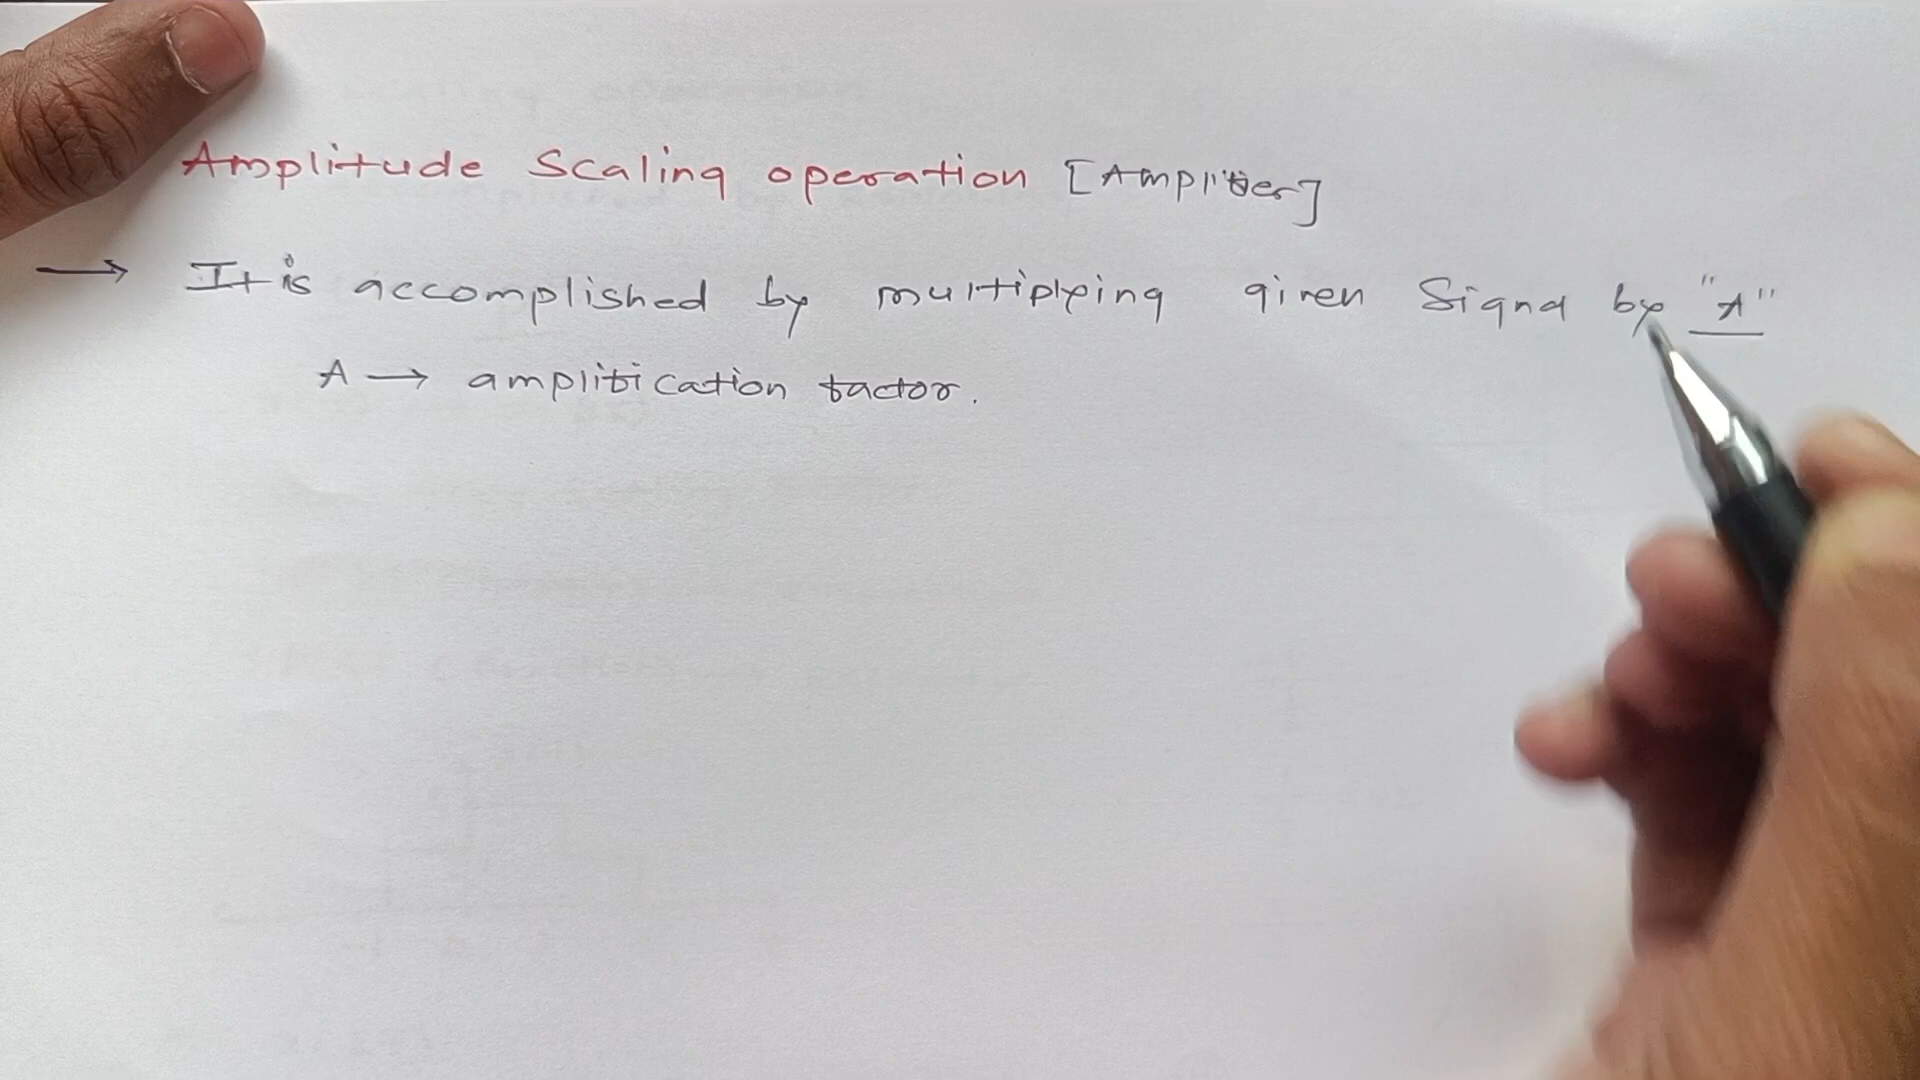 Amplitude Scaling operation [Amplifier]
→ It is accomplished by multiplying given Signal by "A"
A → amplification factor.